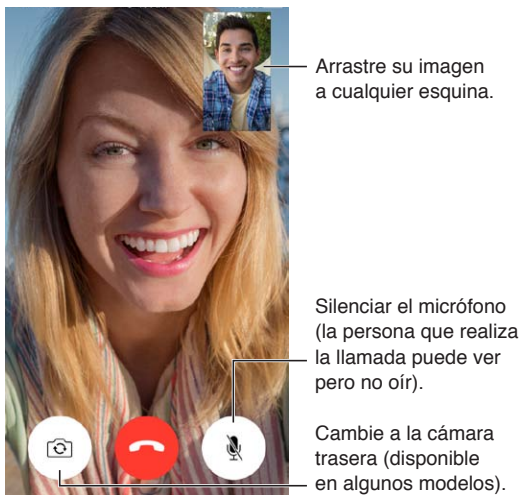 Arrastre su imagen
a cualquier esquina.
Silenciar el micrófono
(la persona que realiza
la llamada puede ver
pero no oír).
Cambie a la cámara
trasera (disponible
en algunos modelos).